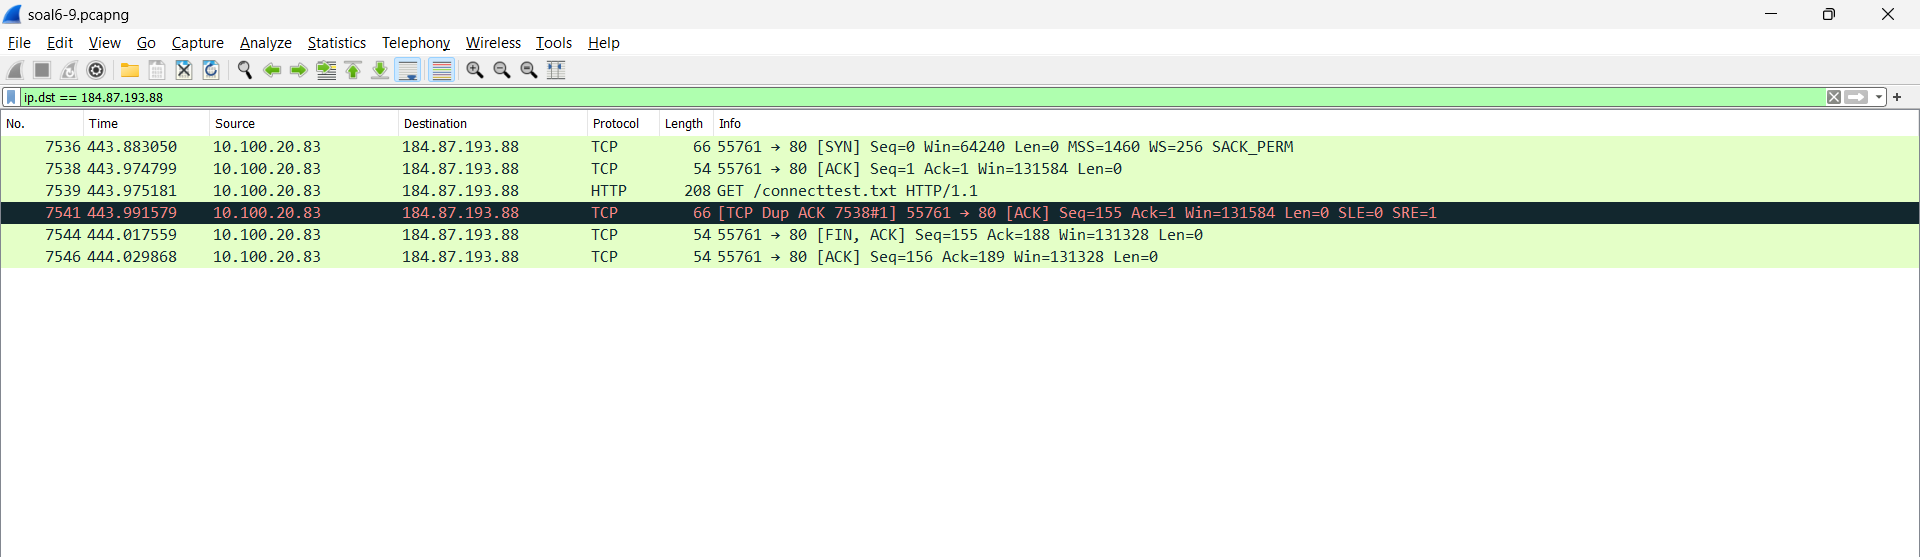 soal6-9.pcapng
File Edit View Go Capture Analyze Statistics Telephony Wireless Tools Help
ip.dst == 184.87.193.88
No. Time Source Destination Protocol Length Info
7536 443.883050 10.100.20.83 184.87.193.88 TCP 66 55761 → 80 [SYN] Seq=0 Win=64240 Len=0 MSS=1460 WS=256 SACK_PERM
7538 443.974799 10.100.20.83 184.87.193.88 TCP 54 55761 → 80 [ACK] Seq=1 Ack=1 Win=131584 Len=0
7539 443.975181 10.100.20.83 184.87.193.88 HTTP 208 GET /connecttest.txt HTTP/1.1
7541 443.991579 10.100.20.83 184.87.193.88 TCP 66 [TCP Dup ACK 7538#1] 55761 → 80 [ACK] Seq=155 Ack=1 Win=131584 Len=0 SLE=0 SRE=1
7544 444.017559 10.100.20.83 184.87.193.88 TCP 54 55761 → 80 [FIN, ACK] Seq=155 Ack=188 Win=131328 Len=0
7546 444.029868 10.100.20.83 184.87.193.88 TCP 54 55761 → 80 [ACK] Seq=156 Ack=189 Win=131328 Len=0